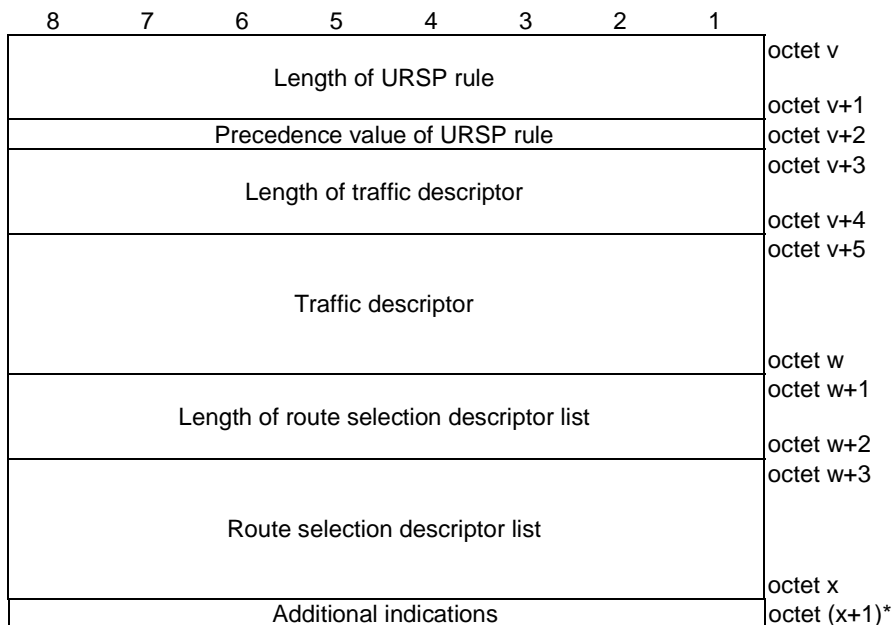 8 7 6 5 4 3 2 1
octet v
Length of URSP rule
octet v+1
Precedence value of URSP rule octet v+2
octet v+3
Length of traffic descriptor
octet v+4
octet v+5
Traffic descriptor
octet w
octet w+1
Length of route selection descriptor list
octet w+2
octet w+3
Route selection descriptor list
octet x
Additional indications octet (x+1)*